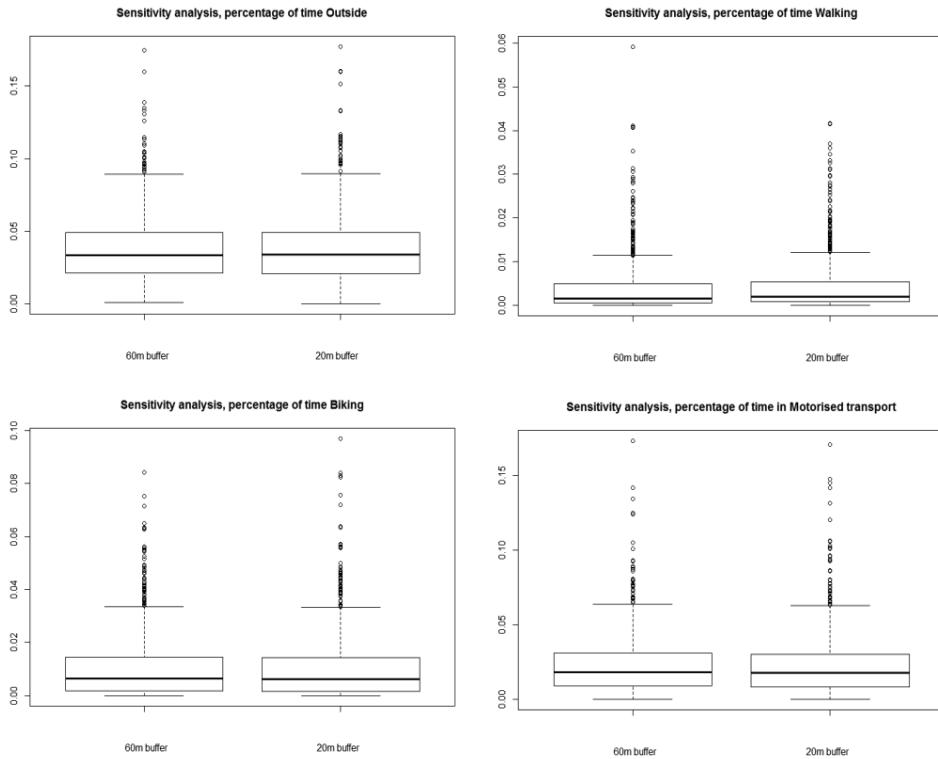 Sensitivity analysis, percentage of time Outside
0.15
0.10
0.05
0.00
60m buffer
20m buffer
Sensitivity analysis, percentage of time Walking
0.06
0.05
0.04
0.03
0.02
0.01
0.00
60m buffer
20m buffer
Sensitivity analysis, percentage of time Biking
0.10
0.08
0.06
0.04
0.02
0.00
60m buffer
20m buffer
Sensitivity analysis, percentage of time in Motorised transport
0.15
0.10
0.05
0.00
60m buffer
20m buffer